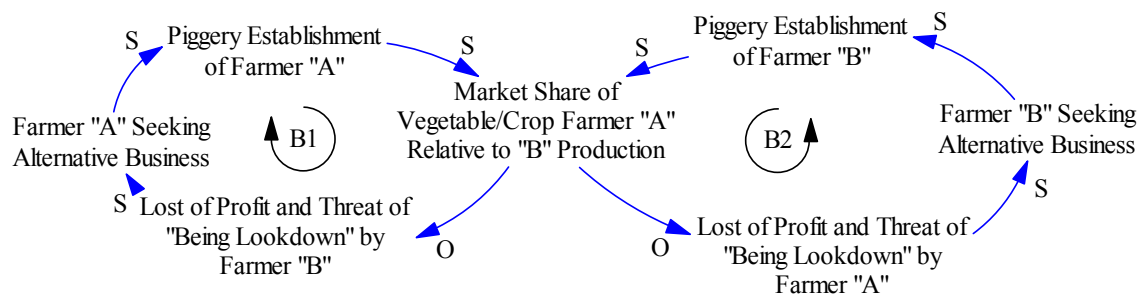 S
Piggery Establishment
of Farmer "A"
S
Piggery Establishment
of Farmer "B"
S
S
Market Share of
Vegetable/Crop Farmer "A"
Relative to "B" Production
Farmer "A" Seeking
Alternative Business
B1
B2
Farmer "B" Seeking
Alternative Business
S
Lost of Profit and Threat of
"Being Lookdown" by
Farmer "B"
O
O
Lost of Profit and Threat of
"Being Lookdown" by
Farmer "A"
S